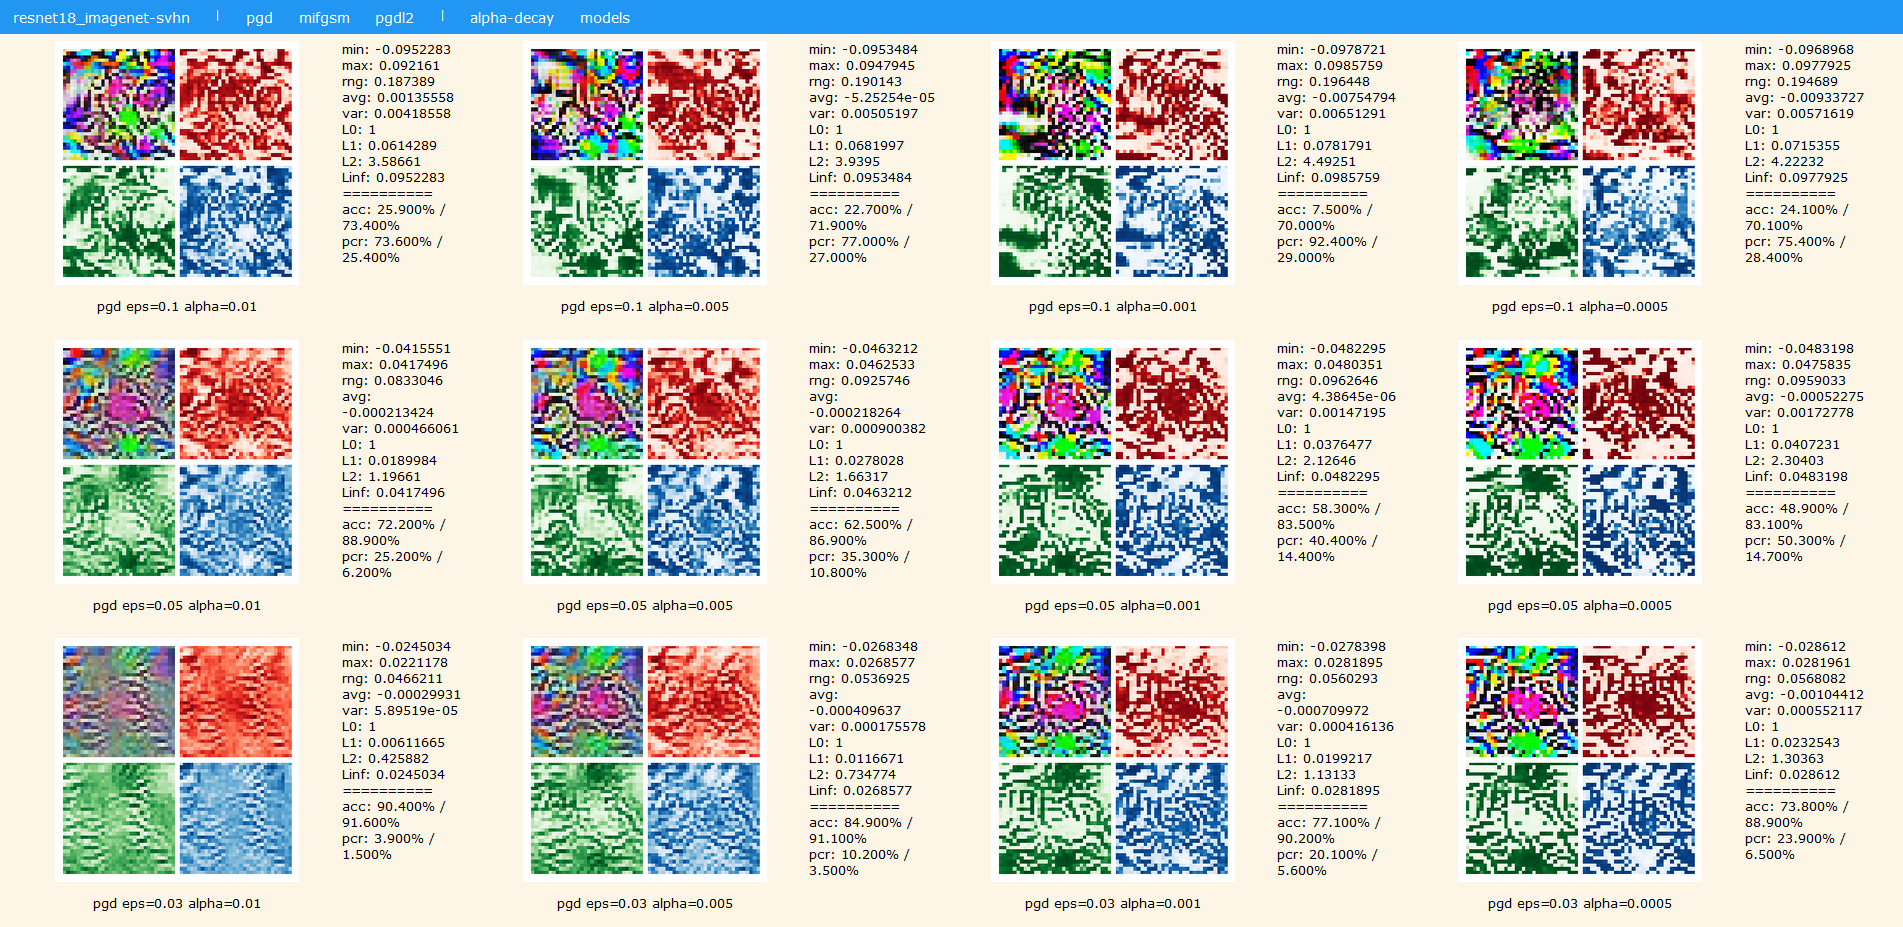 resnet18_imagenet-svhn | pgd mifgsm pgdl2 | alpha-decay models
min: -0.0952283
max: 0.092161
rng: 0.187389
avg: 0.00135558
var: 0.00418558
L0: 1
L1: 0.0614289
L2: 3.58661
Linf: 0.0952283
==========
acc: 25.900% /
73.400%
pcr: 73.600% /
25.400%
pgd eps=0.1 alpha=0.01
min: -0.0953484
max: 0.0947945
rng: 0.190143
avg: -5.25254e-05
var: 0.00505197
L0: 1
L1: 0.0681997
L2: 3.9395
Linf: 0.0953484
==========
acc: 22.700% /
71.900%
pcr: 77.000% /
27.000%
pgd eps=0.1 alpha=0.005
min: -0.0978721
max: 0.0985759
rng: 0.196448
avg: -0.00754794
var: 0.00651291
L0: 1
L1: 0.0781791
L2: 4.49251
Linf: 0.0985759
==========
acc: 7.500% /
70.000%
pcr: 92.400% /
29.000%
pgd eps=0.1 alpha=0.001
min: -0.0968968
max: 0.0977925
rng: 0.194689
avg: -0.00933727
var: 0.00571619
L0: 1
L1: 0.0715355
L2: 4.22232
Linf: 0.0977925
==========
acc: 24.100% /
70.100%
pcr: 75.400% /
28.400%
pgd eps=0.1 alpha=0.0005
min: -0.0415551
max: 0.0417496
rng: 0.0833046
avg:
-0.000213424
var: 0.000466061
L0: 1
L1: 0.0189984
L2: 1.19661
Linf: 0.0417496
==========
acc: 72.200% /
88.900%
pcr: 25.200% /
6.200%
pgd eps=0.05 alpha=0.01
min: -0.0463212
max: 0.0462533
rng: 0.0925746
avg:
-0.000218264
var: 0.000900382
L0: 1
L1: 0.0278028
L2: 1.66317
Linf: 0.0463212
==========
acc: 62.500% /
86.900%
pcr: 35.300% /
10.800%
pgd eps=0.05 alpha=0.005
min: -0.0482295
max: 0.0480351
rng: 0.0962646
avg: 4.38645e-06
var: 0.00147195
L0: 1
L1: 0.0376477
L2: 2.12646
Linf: 0.0482295
==========
acc: 58.300% /
83.500%
pcr: 40.400% /
14.400%
pgd eps=0.05 alpha=0.001
min: -0.0483198
max: 0.0475835
rng: 0.0959033
avg: -0.00052275
var: 0.00172778
L0: 1
L1: 0.0407231
L2: 2.30403
Linf: 0.0483198
==========
acc: 48.900% /
83.100%
pcr: 50.300% /
14.700%
pgd eps=0.05 alpha=0.0005
min: -0.0245034
max: 0.0221178
rng: 0.0466211
avg: -0.00029931
var: 5.89519e-05
L0: 1
L1: 0.00611665
L2: 0.425882
Linf: 0.0245034
==========
acc: 90.400% /
91.600%
pcr: 3.900% /
1.500%
pgd eps=0.03 alpha=0.01
min: -0.0268348
max: 0.0268577
rng: 0.0536925
avg:
-0.000409637
var: 0.000175578
L0: 1
L1: 0.0116671
L2: 0.734774
Linf: 0.0268577
==========
acc: 84.900% /
91.100%
pcr: 10.200% /
3.500%
pgd eps=0.03 alpha=0.005
min: -0.0278398
max: 0.0281895
rng: 0.0560293
avg:
-0.000709972
var: 0.000416136
L0: 1
L1: 0.0199217
L2: 1.13133
Linf: 0.0281895
==========
acc: 77.100% /
90.200%
pcr: 20.100% /
5.600%
pgd eps=0.03 alpha=0.001
min: -0.028612
max: 0.0281961
rng: 0.0568082
avg: -0.00104412
var: 0.000552117
L0: 1
L1: 0.0232543
L2: 1.30363
Linf: 0.028612
==========
acc: 73.800% /
88.900%
pcr: 23.900% /
6.500%
pgd eps=0.03 alpha=0.0005